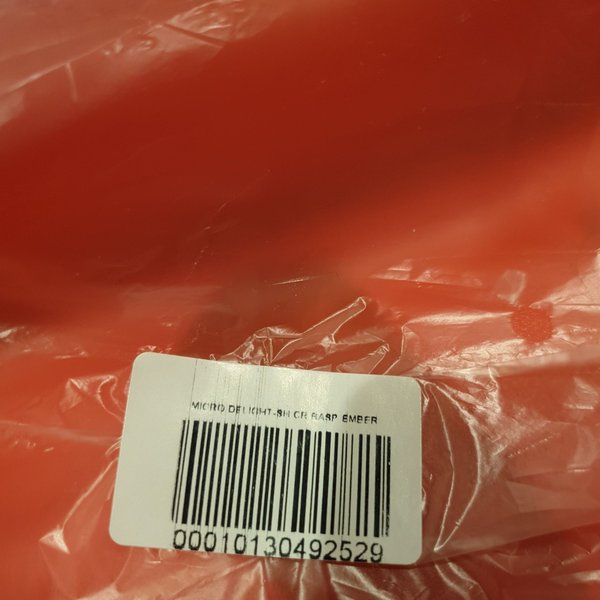 MICRO DELIGHT-SH CR RASP EMBER
00010130492529